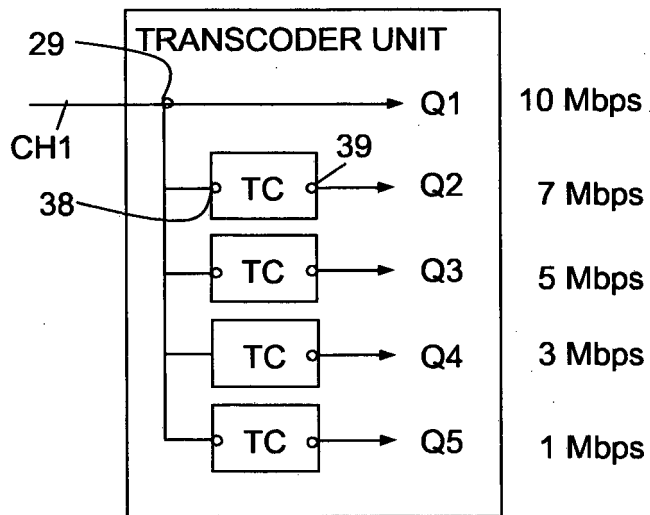 TRANSCODER UNIT
29
CH1
Q1 10 Mbps
39
38
TC Q2 7 Mbps
TC Q3 5 Mbps
TC Q4 3 Mbps
TC Q5 1 Mbps